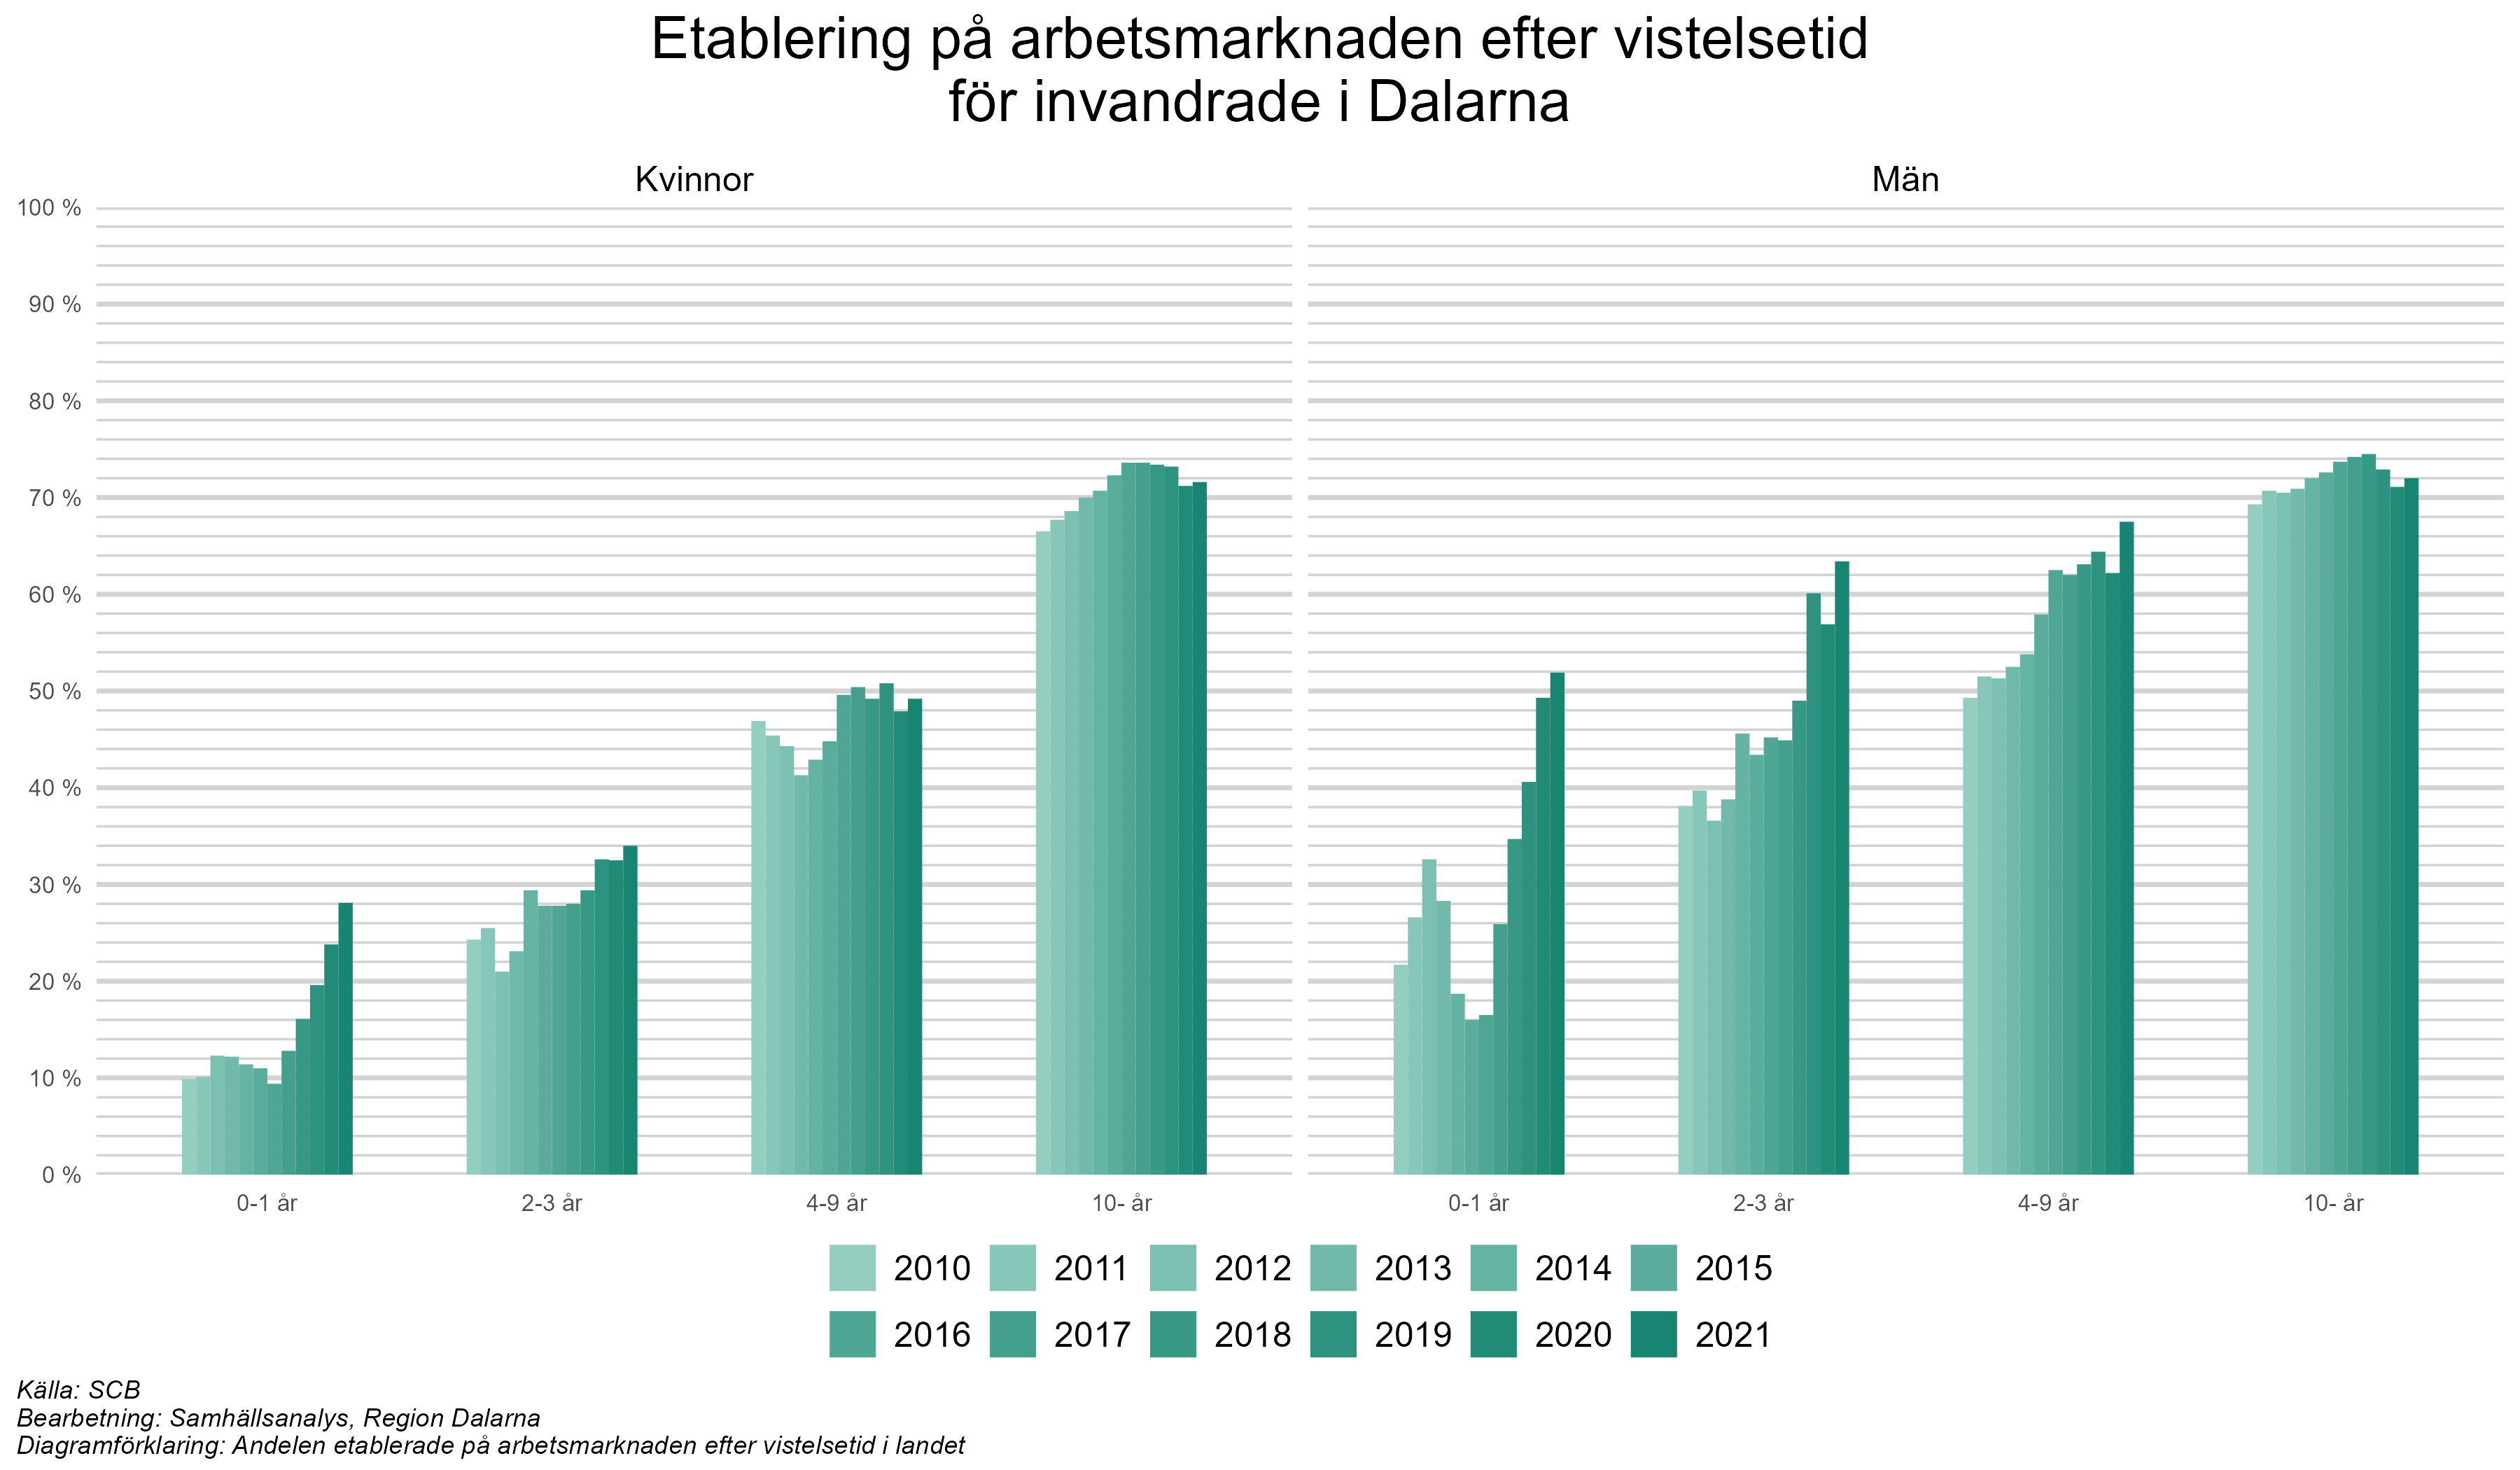 Etablering på arbetsmarknaden efter vistelsetid
för invandrade i Dalarna
Kvinnor
Män
100 %
90 %
80 %
70 %
60 %
50 %
40 %
30 %
20 %
10 %
0 %
0-1 år
2-3 år
4-9 år
10- år
0-1 år
2-3 år
4-9 år
10- år
2010
2011
2012
2013
2014
2015
2016
2017
2018
2019
2020
2021
Källa: SCB
Bearbetning: Samhällsanalys, Region Dalarna
Diagramförklaring: Andelen etablerade på arbetsmarknaden efter vistelsetid i landet